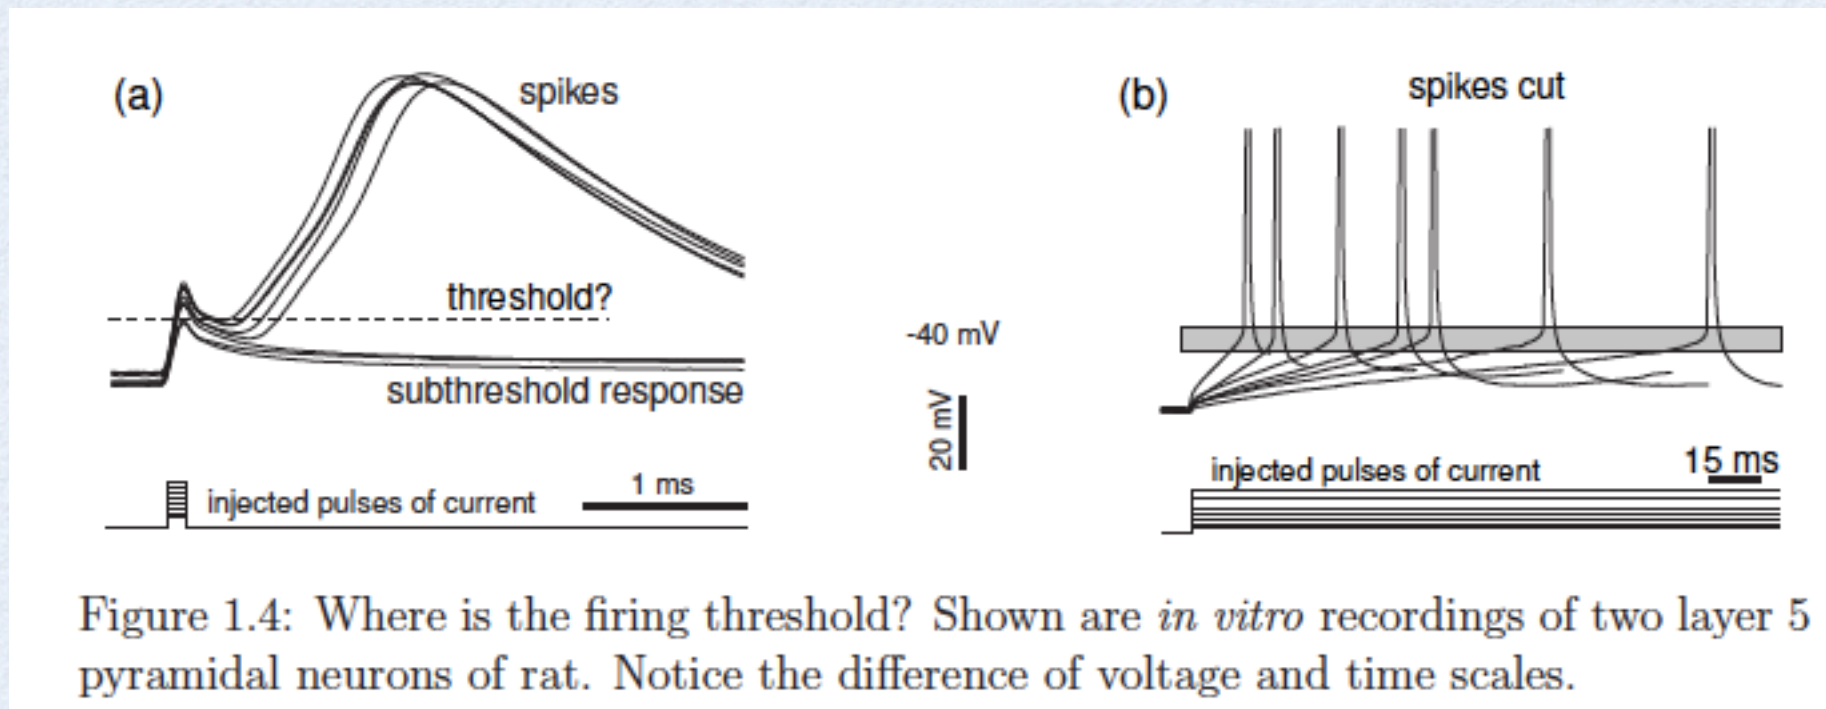 (a)
spikes
threshold?
subthreshold response
injected pulses of current
1 ms
-40 mV
20 mV
(b)
spikes cut
injected pulses of current
15 ms
Figure 1.4: Where is the firing threshold? Shown are in vitro recordings of two layer 5
pyramidal neurons of rat. Notice the difference of voltage and time scales.